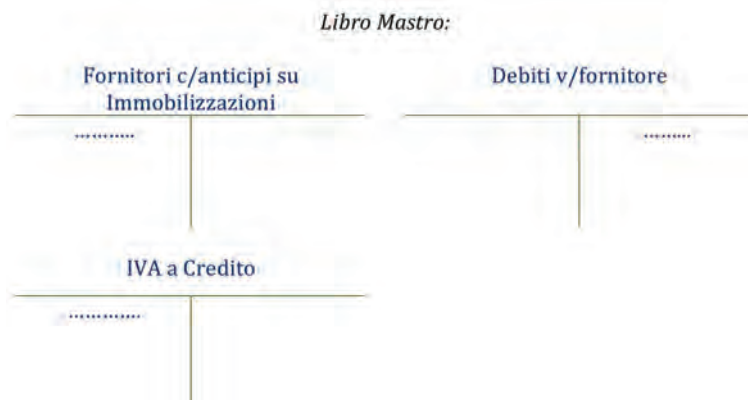 Libro Mastro:
Fornitori c/anticipi su
Immobilizzazioni
Debiti v/fornitore
………..
………
IVA a Credito
………….